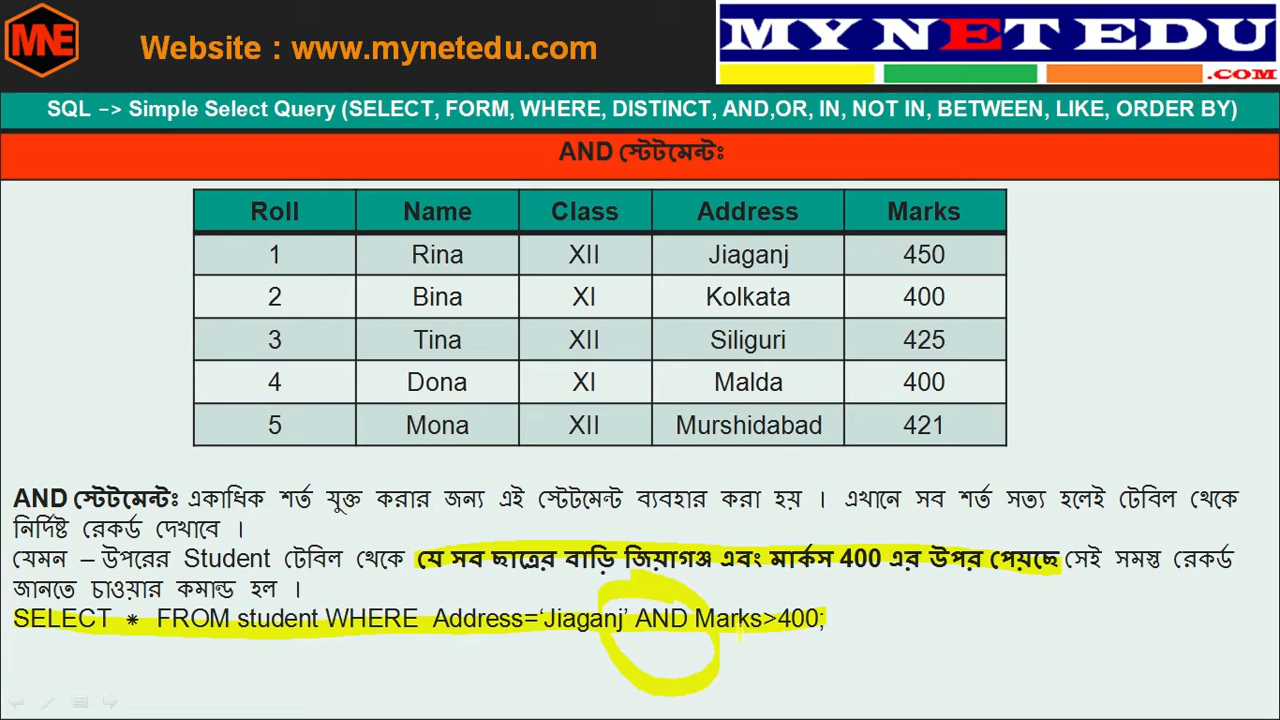 MNE
Website : www.mynetedu.com
MY NET EDU
.COM
SQL –> Simple Select Query (SELECT, FORM, WHERE, DISTINCT, AND,OR, IN, NOT IN, BETWEEN, LIKE, ORDER BY)
AND স্টেটমেন্টঃ
Roll Name Class Address Marks
1 Rina XII Jiaganj 450
2 Bina XI Kolkata 400
3 Tina XII Siliguri 425
4 Dona XI Malda 400
5 Mona XII Murshidabad 421
AND স্টেটমেন্টঃ একাধিক শর্ত যুক্ত করার জন্য এই স্টেটমেন্ট ব্যবহার করা হয় । এখানে সব শর্ত সত্য হলেই টেবিল থেকে
নির্দিষ্ট রেকর্ড দেখাবে ।
যেমন – উপরের Student টেবিল থেকে যে সব ছাত্রের বাড়ি জিয়াগঞ্জ এবং মার্কস 400 এর উপর পেয়ছে সেই সমস্ত রেকর্ড
জানতে চাওয়ার কমান্ড হল ।
SELECT * FROM student WHERE Address=‘Jiaganj’ AND Marks>400;